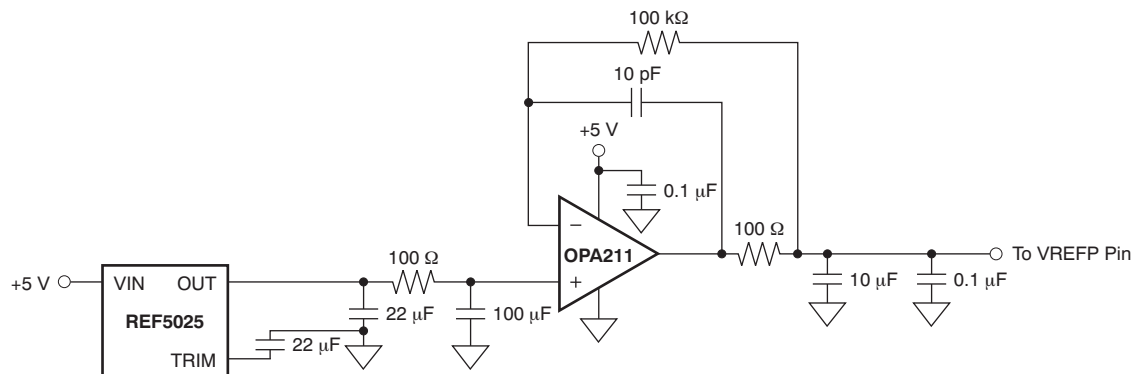 100 kΩ
10 pF
+5 V
0.1 μF
100 Ω
OPA211
−
+
To VREFP Pin
10 μF
0.1 μF
100 Ω
+5 V
VIN
OUT
REF5025
TRIM
22 μF
22 μF
100 μF